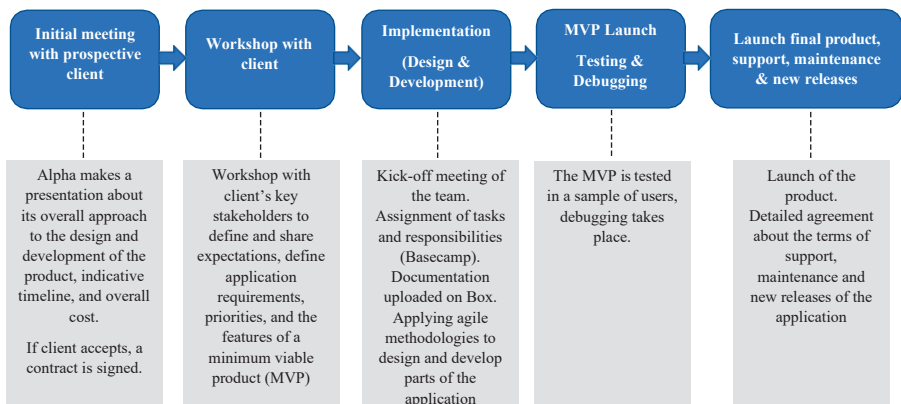 Initial meeting
with prospective
client
Workshop with
client
Implementation
(Design &
Development)
MVP Launch
Testing &
Debugging
Launch final product,
support, maintenance
& new releases
Alpha makes a
presentation about
its overall approach
to the design and
development of the
product, indicative
timeline, and overall
cost.
If client accepts, a
contract is signed.
Workshop with
client's key
stakeholders to
define and share
expectations, define
application
requirements,
priorities, and the
features of a
minimum viable
product (MVP)
Kick-off meeting of
the team.
Assignment of tasks
and responsibilities
(Basecamp).
Documentation
uploaded on Box.
Applying agile
methodologies to
design and develop
parts of the
application
The MVP is tested
in a sample of users,
debugging takes
place.
Launch of the
product.
Detailed agreement
about the terms of
support,
maintenance and
new releases of the
application